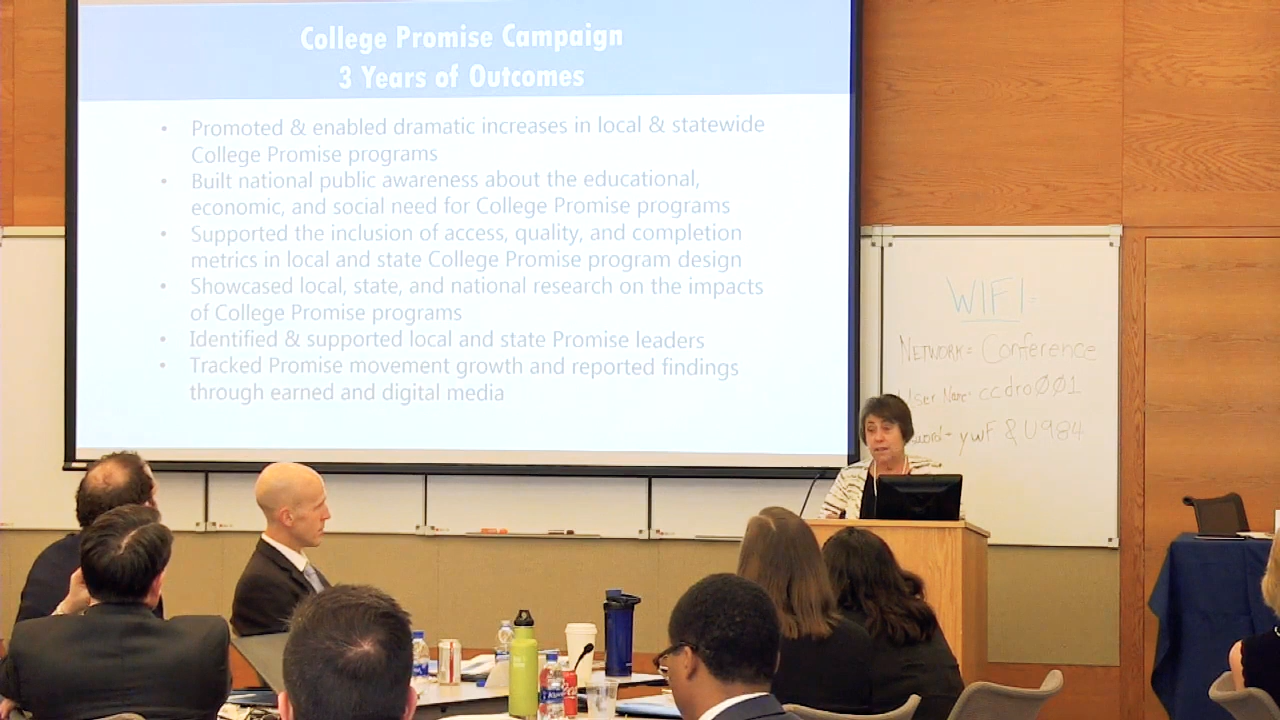 College Promise Campaign
3 Years of Outcomes
• Promoted & enabled dramatic increases in local & statewide
College Promise programs
• Built national public awareness about the educational,
economic, and social need for College Promise programs
• Supported the inclusion of access, quality, and completion
metrics in local and state College Promise program design
• Showcased local, state, and national research on the impacts
of College Promise programs
• Identified & supported local and state Promise leaders
• Tracked Promise movement growth and reported findings
through earned and digital media
WIFI:
NETWORK= Conference
User Name= ccdro001
word= ywF&U984